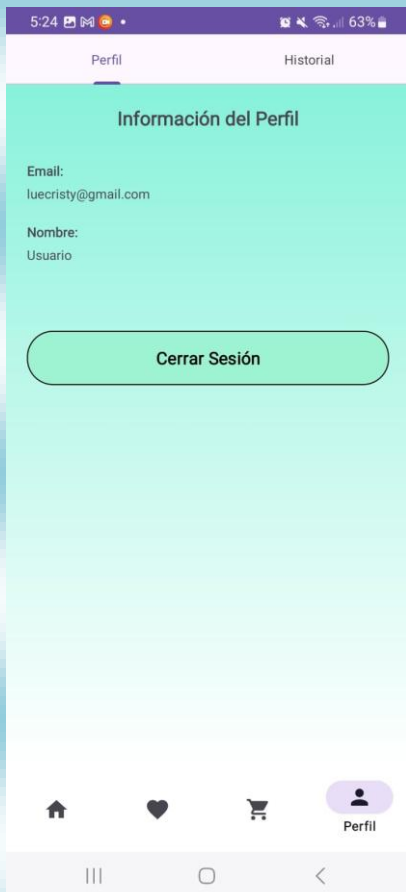 5:24
63%
Perfil
Historial
Información del Perfil
Email:
luecristy@gmail.com
Nombre:
Usuario
Cerrar Sesión
Perfil